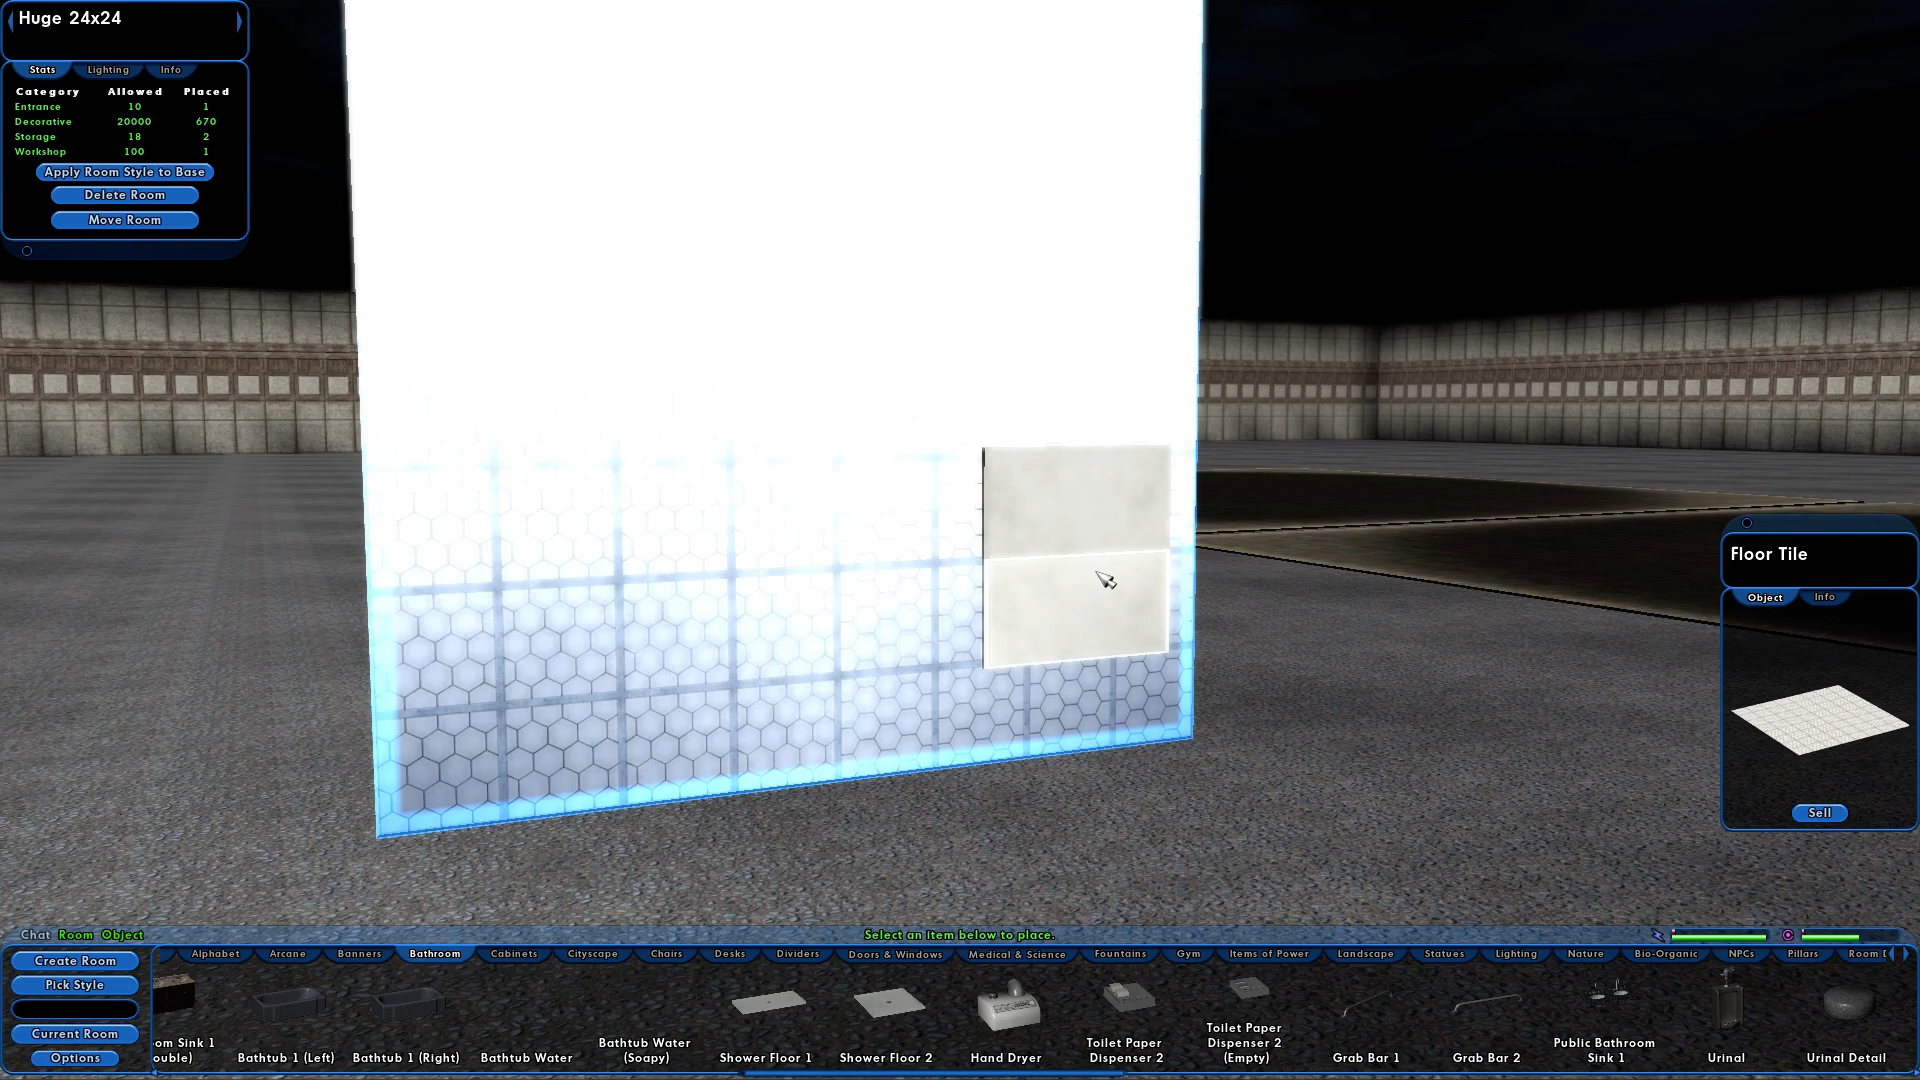 Huge 24x24
Stats Lighting Info
Category Allowed Placed
Entrance 10 1
Decorative 20000 670
Storage 18 2
Workshop 100 1
Apply Room Style to Base
Delete Room
Move Room
Floor Tile
Object Info
Sell
Chat Room Object
Select an item below to place.
Create Room
Pick Style
Current Room
Options
Alphabet Arcane Banners Bathroom Cabinets Cityscape Chairs Desks Dividers Doors & Windows Medical & Science Fountains Gym Items of Power Landscape Statues Lighting Nature Bio-Organic NPCs Pillars Room
om Sink 1
ouble)
Bathtub 1 (Left)
Bathtub 1 (Right)
Bathtub Water
Bathtub Water
(Soapy)
Shower Floor 1
Shower Floor 2
Hand Dryer
Toilet Paper
Dispenser 2
Toilet Paper
Dispenser 2
(Empty)
Grab Bar 1
Grab Bar 2
Public Bathroom
Sink 1
Urinal
Urinal Detail